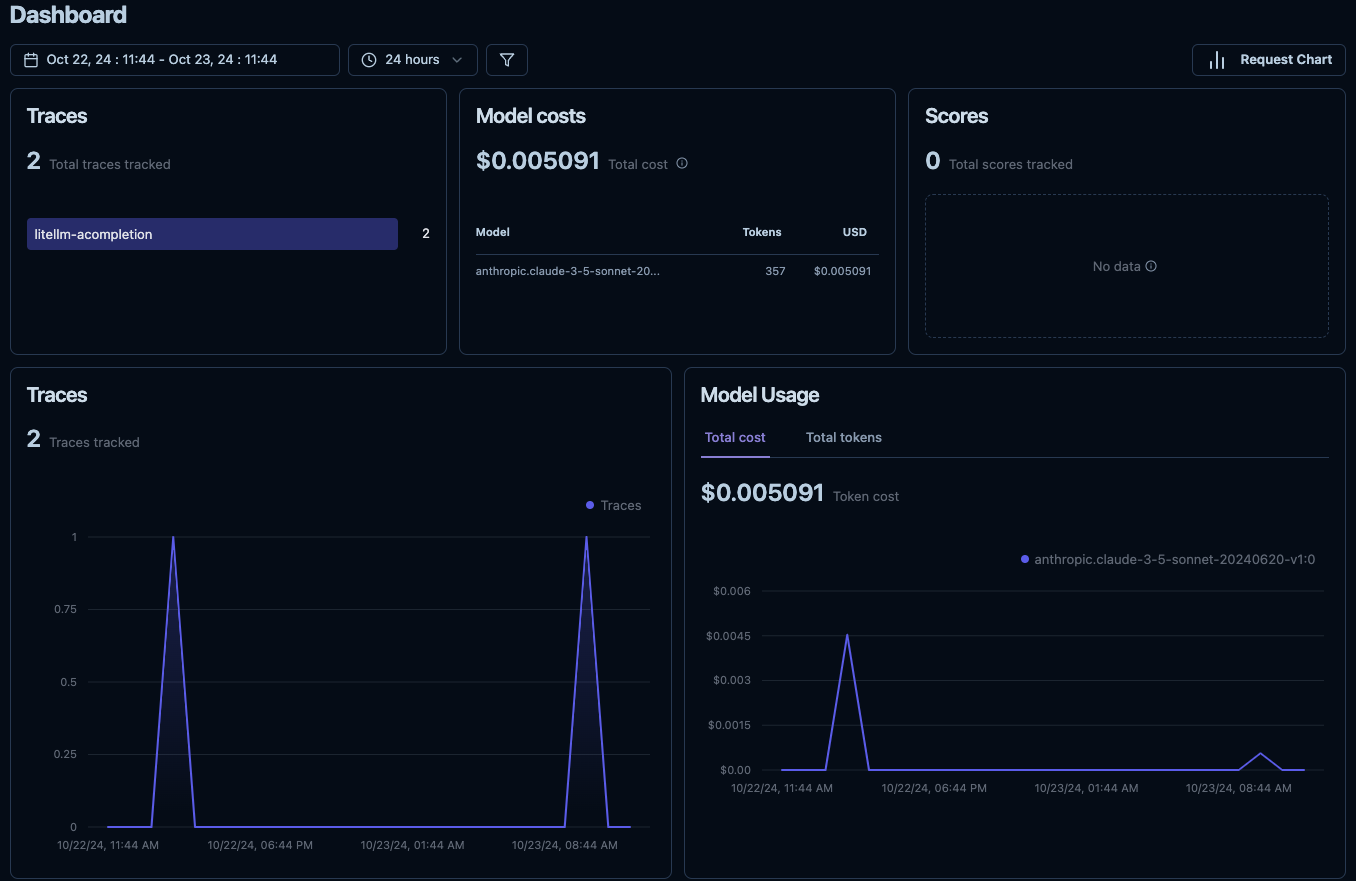 Dashboard
Oct 22, 24 : 11:44 - Oct 23, 24 : 11:44
24 hours
Request Chart
Traces
2 Total traces tracked
litellm-acompletion 2
Model costs
$0.005091 Total cost
Model Tokens USD
anthropic.claude-3-5-sonnet-20... 357 $0.005091
Scores
0 Total scores tracked
No data
Traces
2 Traces tracked
Traces
1
0.75
0.5
0.25
0
10/22/24, 11:44 AM 10/22/24, 06:44 PM 10/23/24, 01:44 AM 10/23/24, 08:44 AM
Model Usage
Total cost Total tokens
$0.005091 Token cost
anthropic.claude-3-5-sonnet-20240620-v1:0
$0.006
$0.0045
$0.003
$0.0015
$0.00
10/22/24, 11:44 AM 10/22/24, 06:44 PM 10/23/24, 01:44 AM 10/23/24, 08:44 AM